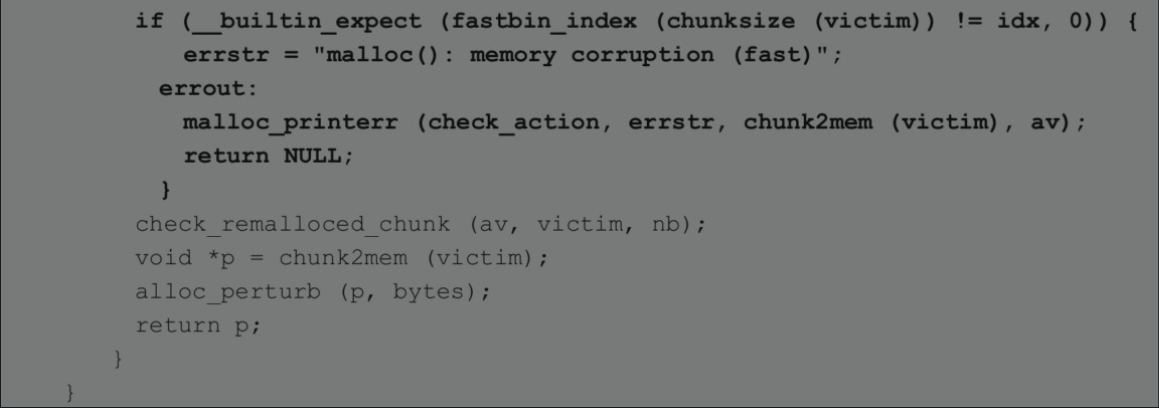 if (__builtin_expect (fastbin_index (chunksize (victim)) != idx, 0)) {
errstr = "malloc(): memory corruption (fast)";
errout:
malloc_printerr (check_action, errstr, chunk2mem (victim), av);
return NULL;
}
check_remalloced_chunk (av, victim, nb);
void *p = chunk2mem (victim);
alloc_perturb (p, bytes);
return p;
}
}